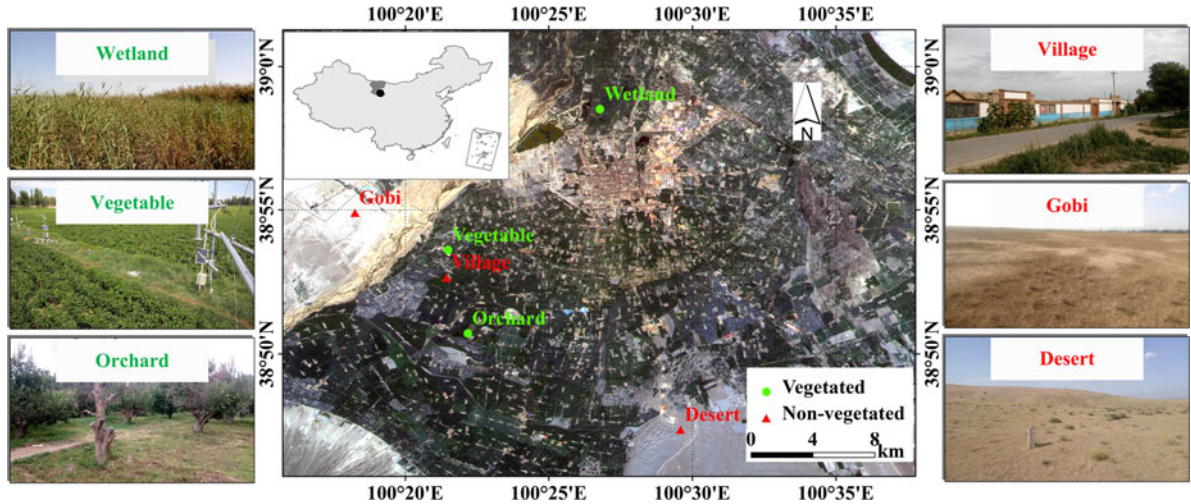 100°20'E
100°25'E
100°30'E
100°35'E
Wetland
Vegetable
Orchard
39°0'N
38°55'N
38°50'N
Wetland
Gobi
Vegetable
Village
Orchard
Desert
N
Vegetated
Non-vegetated
0 4 8
km
100°20'E
100°25'E
100°30'E
100°35'E
39°0'N
38°55'N
38°50'N
Village
Gobi
Desert